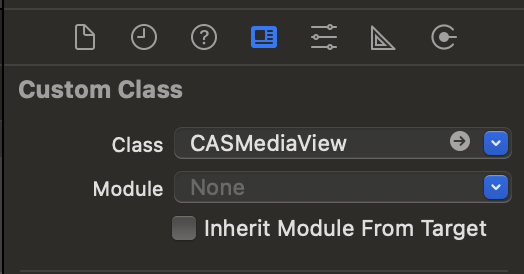 Custom Class
Class CASMediaView
Module None
Inherit Module From Target